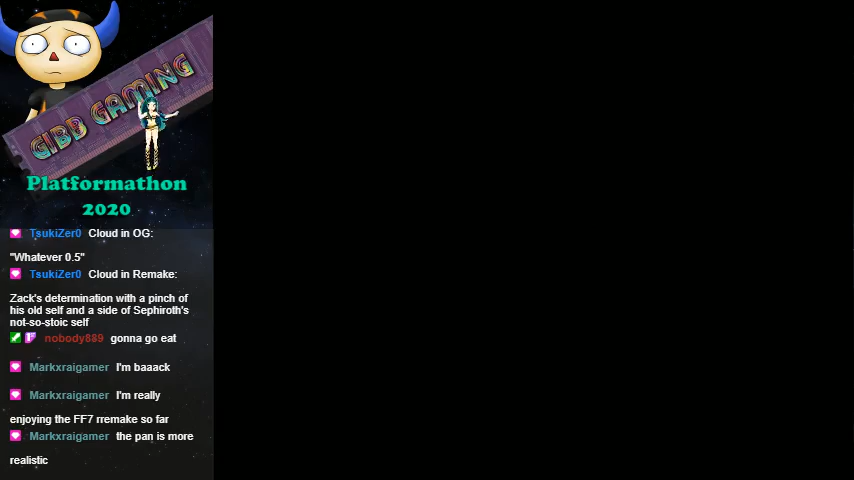 GIBB GAMING
Platformathon
2020
TsukiZer0 Cloud in OG:
"Whatever 0.5"
TsukiZer0 Cloud in Remake:
Zack's determination with a pinch of
his old self and a side of Sephiroth's
not-so-stoic self
nobody889 gonna go eat
Markxraigamer I'm baaack
Markxraigamer I'm really
enjoying the FF7 rremake so far
Markxraigamer the pan is more
realistic